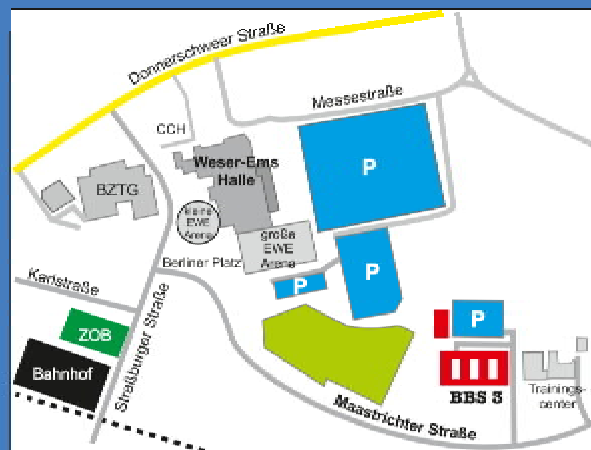 Donnerschweer Straße
Messestraße
CCH
Weser-Ems
Halle
P
BZTG
kleine
EWE
Arena
große
EWE
Arena
Berliner Platz
P
P
Karlstraße
ZOB
Straßburger Straße
Bahnhof
P
BBS 3
Trainings-
center
Maastrichter Straße